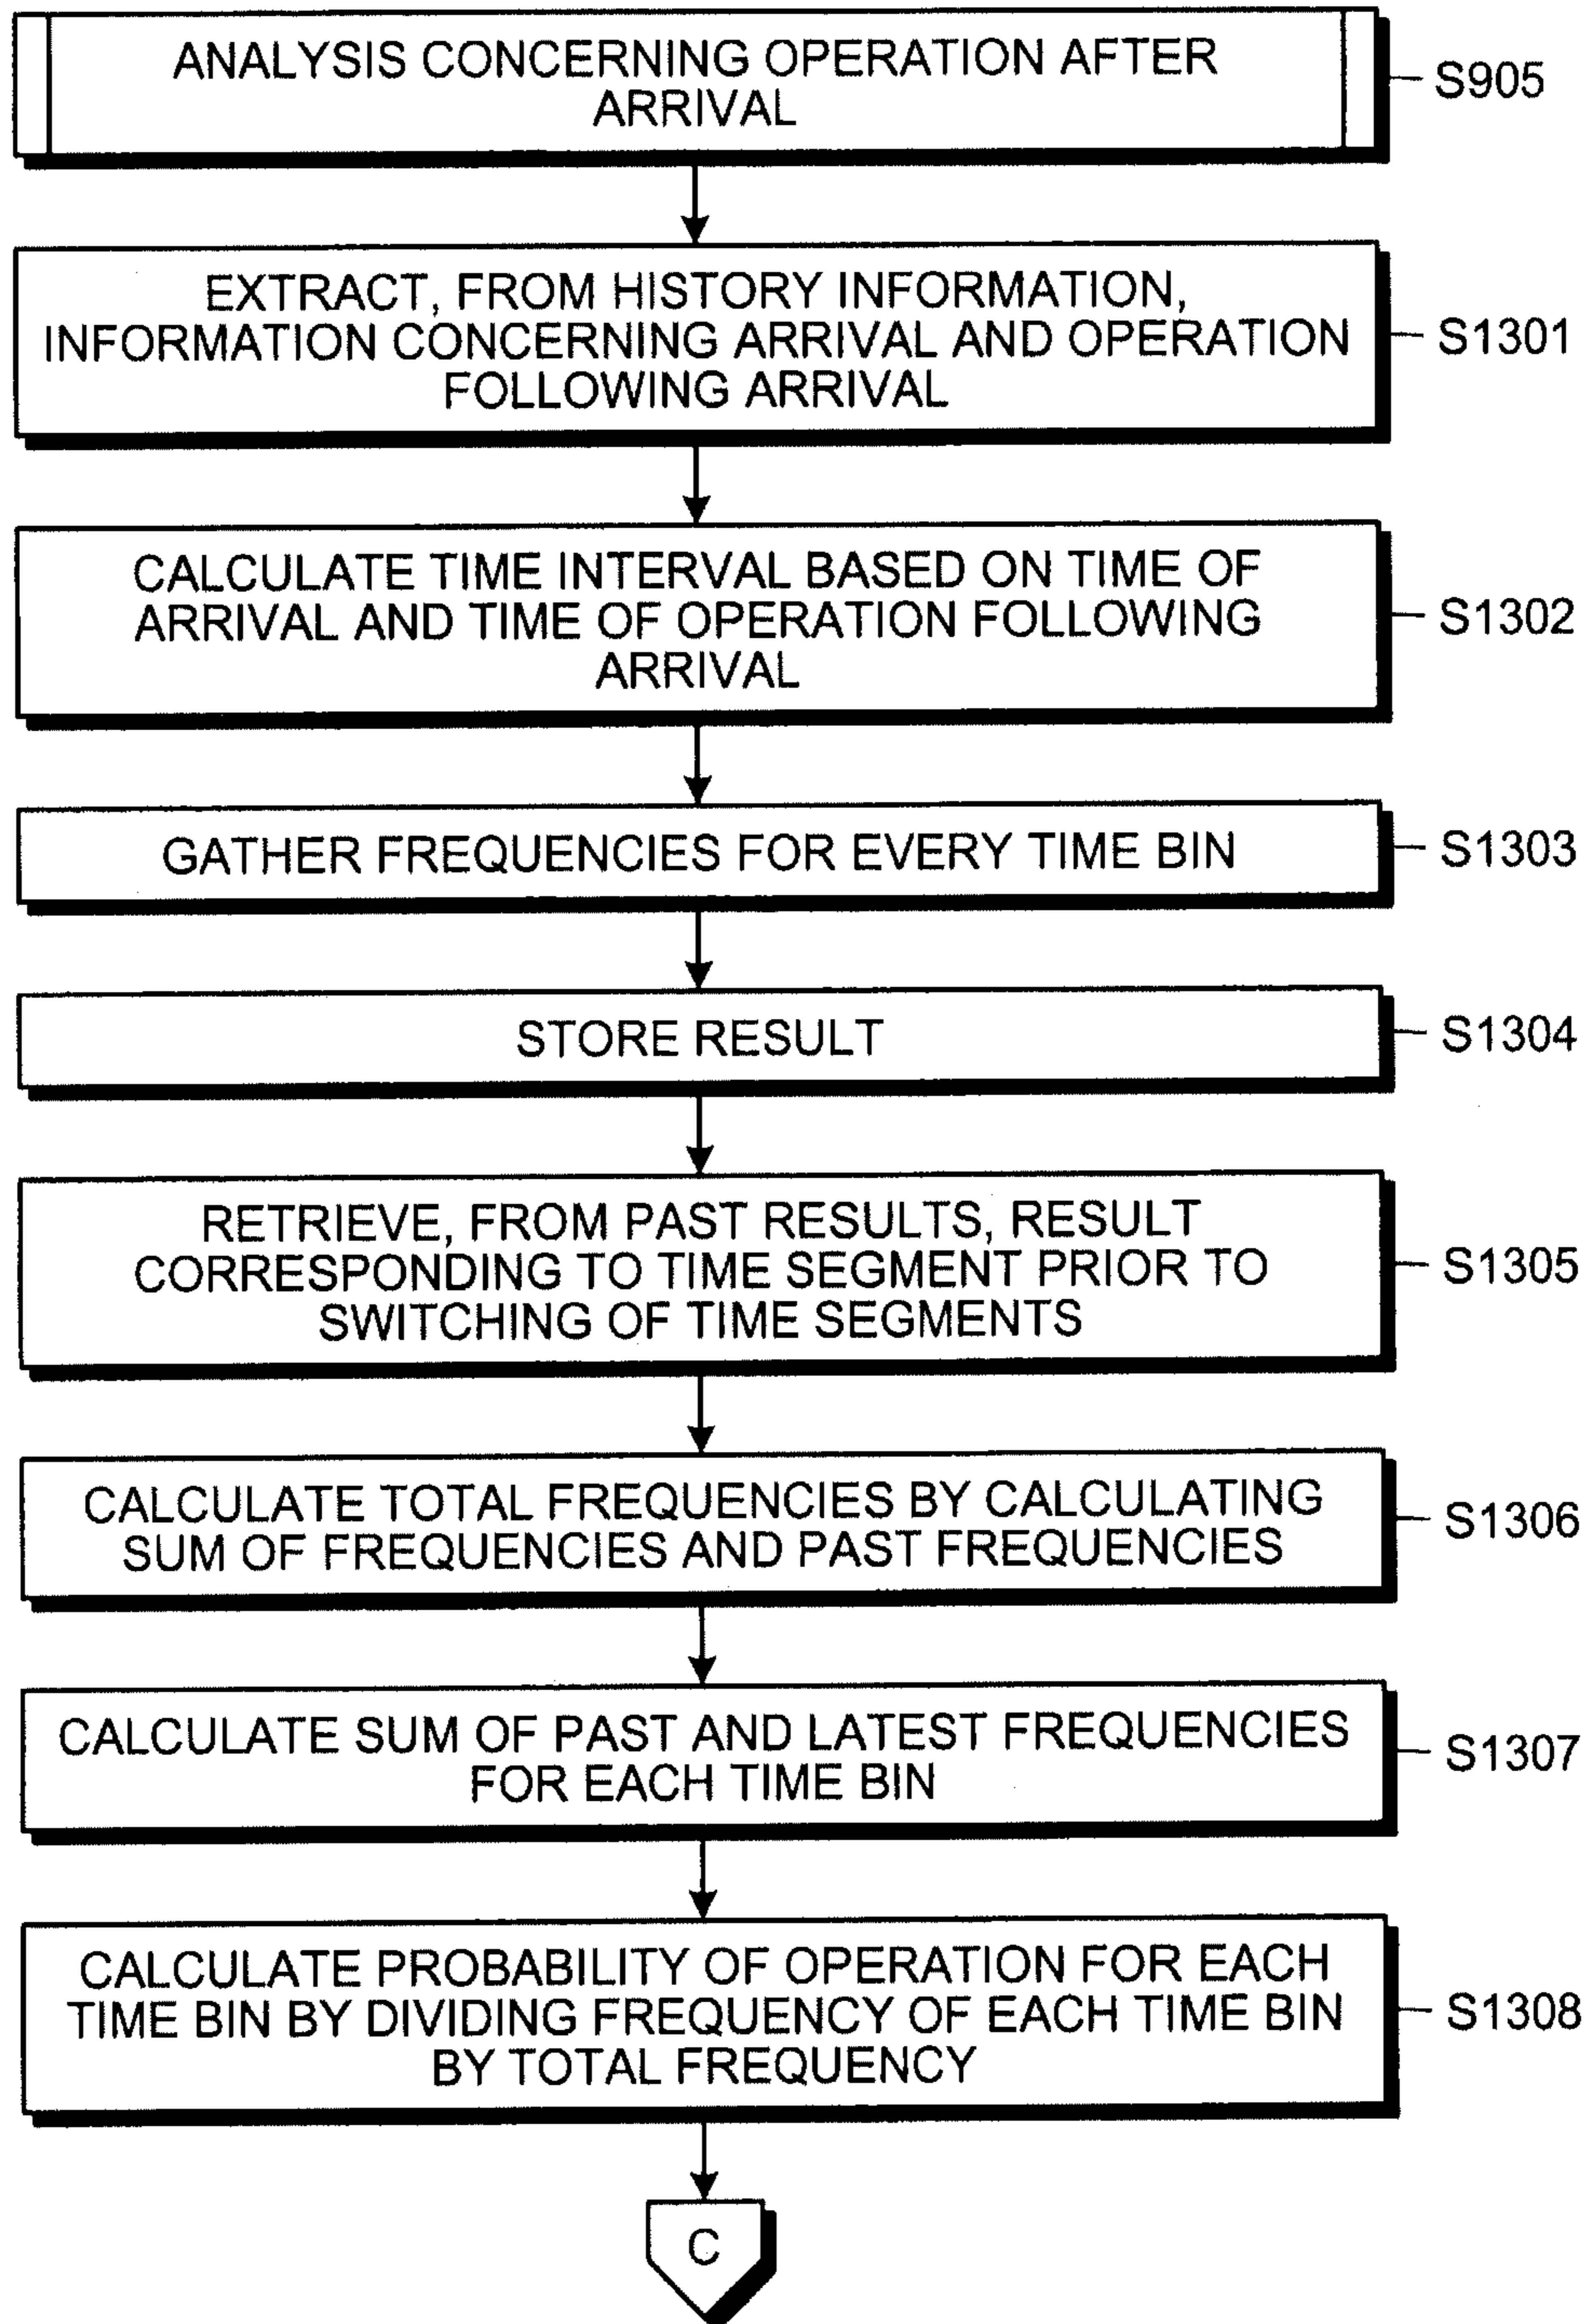 ANALYSIS CONCERNING OPERATION AFTER
ARRIVAL
S905
EXTRACT, FROM HISTORY INFORMATION,
INFORMATION CONCERNING ARRIVAL AND OPERATION
FOLLOWING ARRIVAL
S1301
CALCULATE TIME INTERVAL BASED ON TIME OF
ARRIVAL AND TIME OF OPERATION FOLLOWING
ARRIVAL
S1302
GATHER FREQUENCIES FOR EVERY TIME BIN
S1303
STORE RESULT
S1304
RETRIEVE, FROM PAST RESULTS, RESULT
CORRESPONDING TO TIME SEGMENT PRIOR TO
SWITCHING OF TIME SEGMENTS
S1305
CALCULATE TOTAL FREQUENCIES BY CALCULATING
SUM OF FREQUENCIES AND PAST FREQUENCIES
S1306
CALCULATE SUM OF PAST AND LATEST FREQUENCIES
FOR EACH TIME BIN
S1307
CALCULATE PROBABILITY OF OPERATION FOR EACH
TIME BIN BY DIVIDING FREQUENCY OF EACH TIME BIN
BY TOTAL FREQUENCY
S1308
C